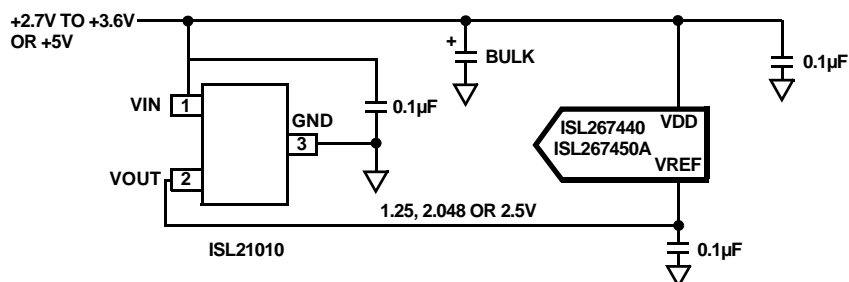 +2.7V TO +3.6V
OR +5V
+
BULK
0.1µF
VIN
1
GND
3
0.1µF
ISL267440
VDD
ISL267450A
VREF
VOUT
2
1.25, 2.048 OR 2.5V
ISL21010
0.1µF